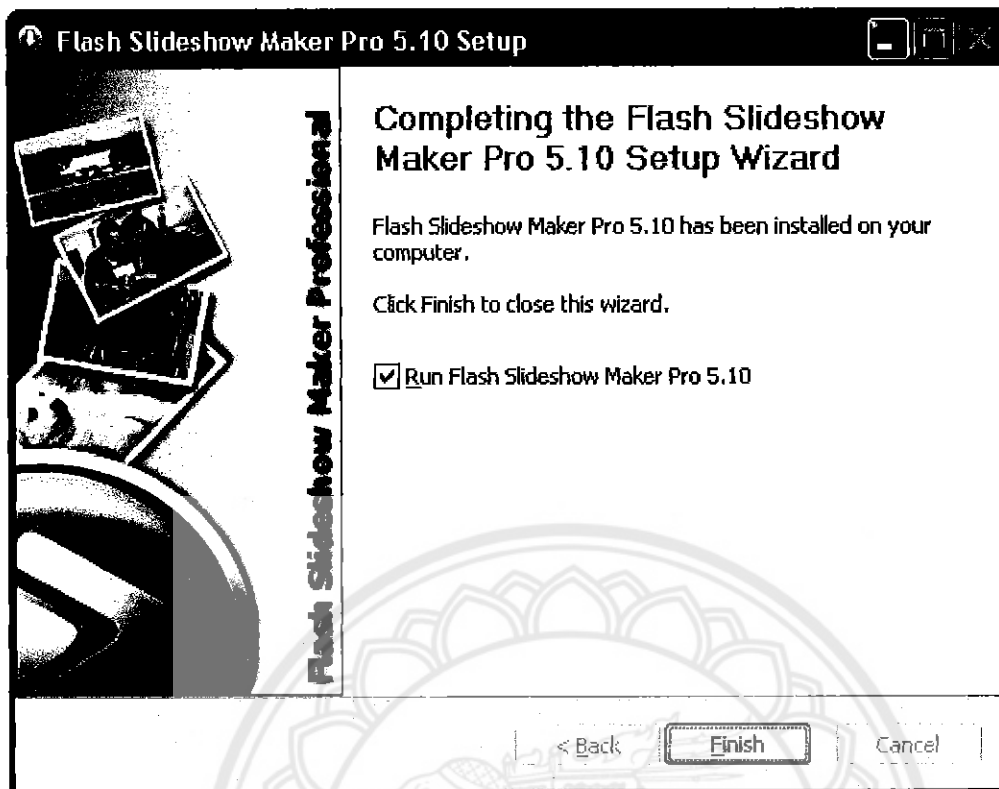 Flash Slideshow Maker Pro 5.10 Setup
Flash Slideshow Maker Professional
Completing the Flash Slideshow
Maker Pro 5.10 Setup Wizard
Flash Slideshow Maker Pro 5.10 has been installed on your
computer.
Click Finish to close this wizard.
Run Flash Slideshow Maker Pro 5.10
< Back
Finish
Cancel